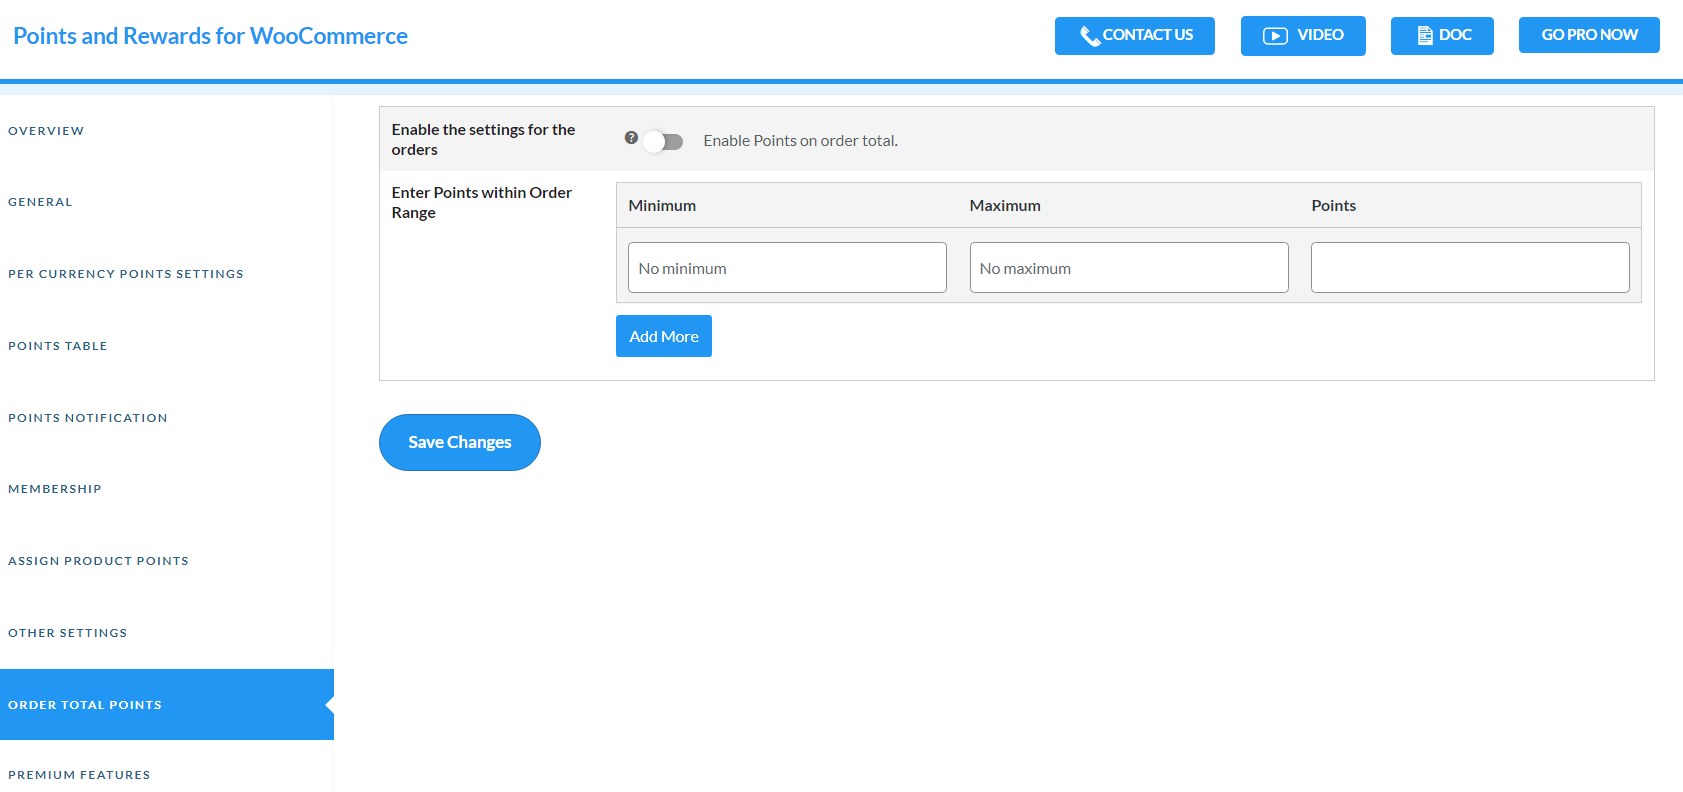 Points and Rewards for WooCommerce
CONTACT US
VIDEO
DOC
GO PRO NOW
OVERVIEW
GENERAL
PER CURRENCY POINTS SETTINGS
POINTS TABLE
POINTS NOTIFICATION
MEMBERSHIP
ASSIGN PRODUCT POINTS
OTHER SETTINGS
ORDER TOTAL POINTS
PREMIUM FEATURES
Enable the settings for the
orders
?
Enable Points on order total.
Enter Points within Order
Range
Minimum
Maximum
Points
No minimum
No maximum
Add More
Save Changes